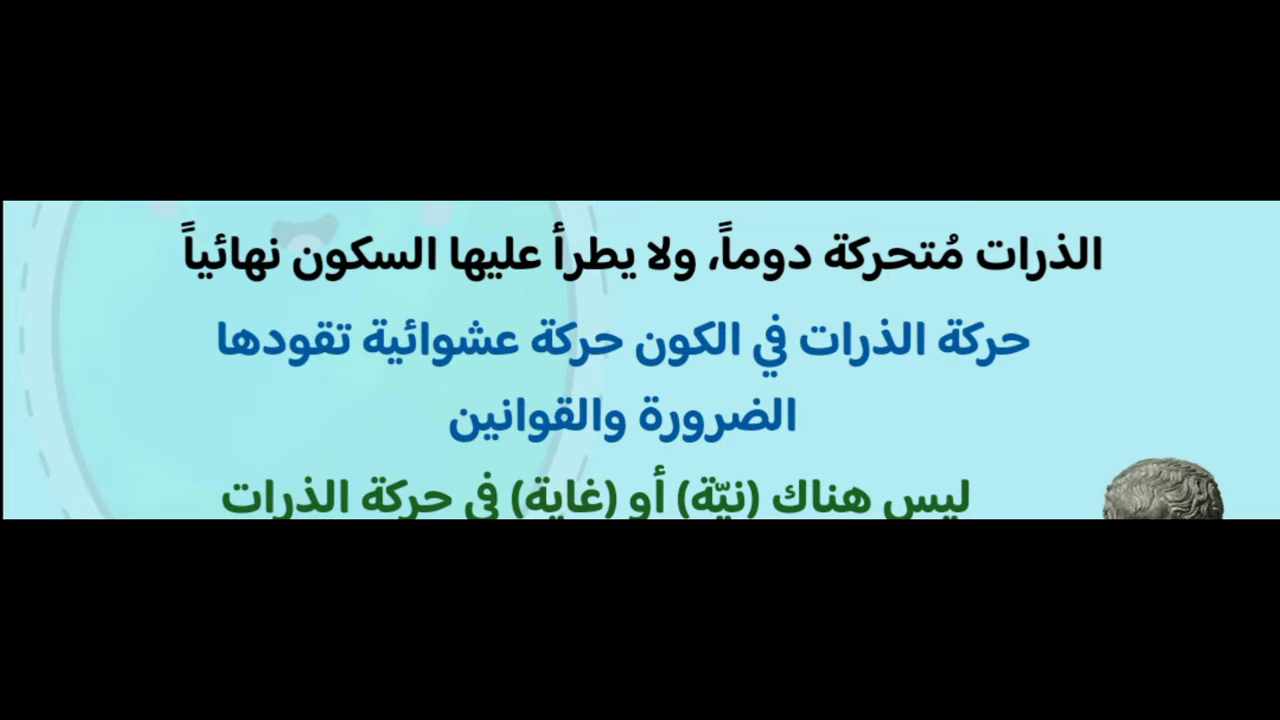 الذرات مُتحركة دوماً، ولا يطرأ عليها السكون نهائياً
حركة الذرات في الكون حركة عشوائية تقودها
الضرورة والقوانين
ليس هناك (نيّة) أو (غاية) في حركة الذرات